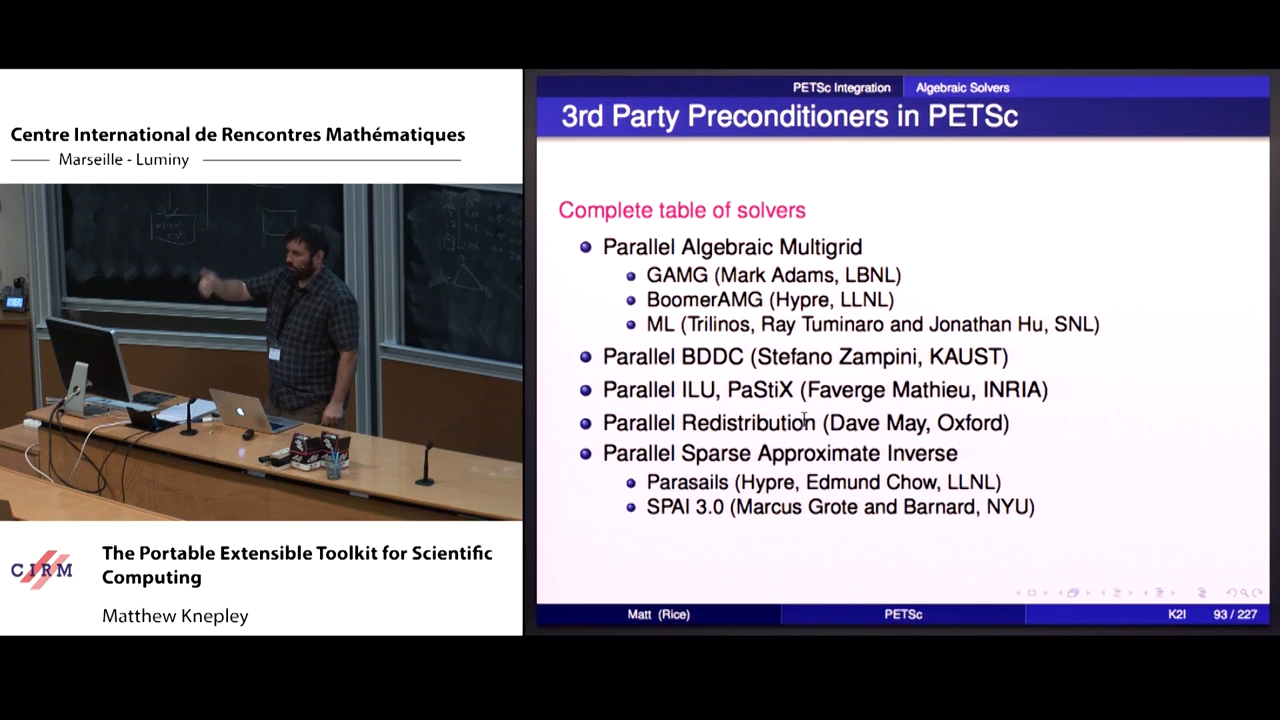 Centre International de Rencontres Mathématiques
Marseille - Luminy
CIRM
The Portable Extensible Toolkit for Scientific
Computing
Matthew Knepley
PETSc Integration
Algebraic Solvers
3rd Party Preconditioners in PETSc
Complete table of solvers
Parallel Algebraic Multigrid
GAMG (Mark Adams, LBNL)
BoomerAMG (Hypre, LLNL)
ML (Trilinos, Ray Tuminaro and Jonathan Hu, SNL)
Parallel BDDC (Stefano Zampini, KAUST)
Parallel ILU, PaStiX (Faverge Mathieu, INRIA)
Parallel Redistribution (Dave May, Oxford)
Parallel Sparse Approximate Inverse
Parasails (Hypre, Edmund Chow, LLNL)
SPAI 3.0 (Marcus Grote and Barnard, NYU)
Matt (Rice)
PETSc
K2I
93 / 227